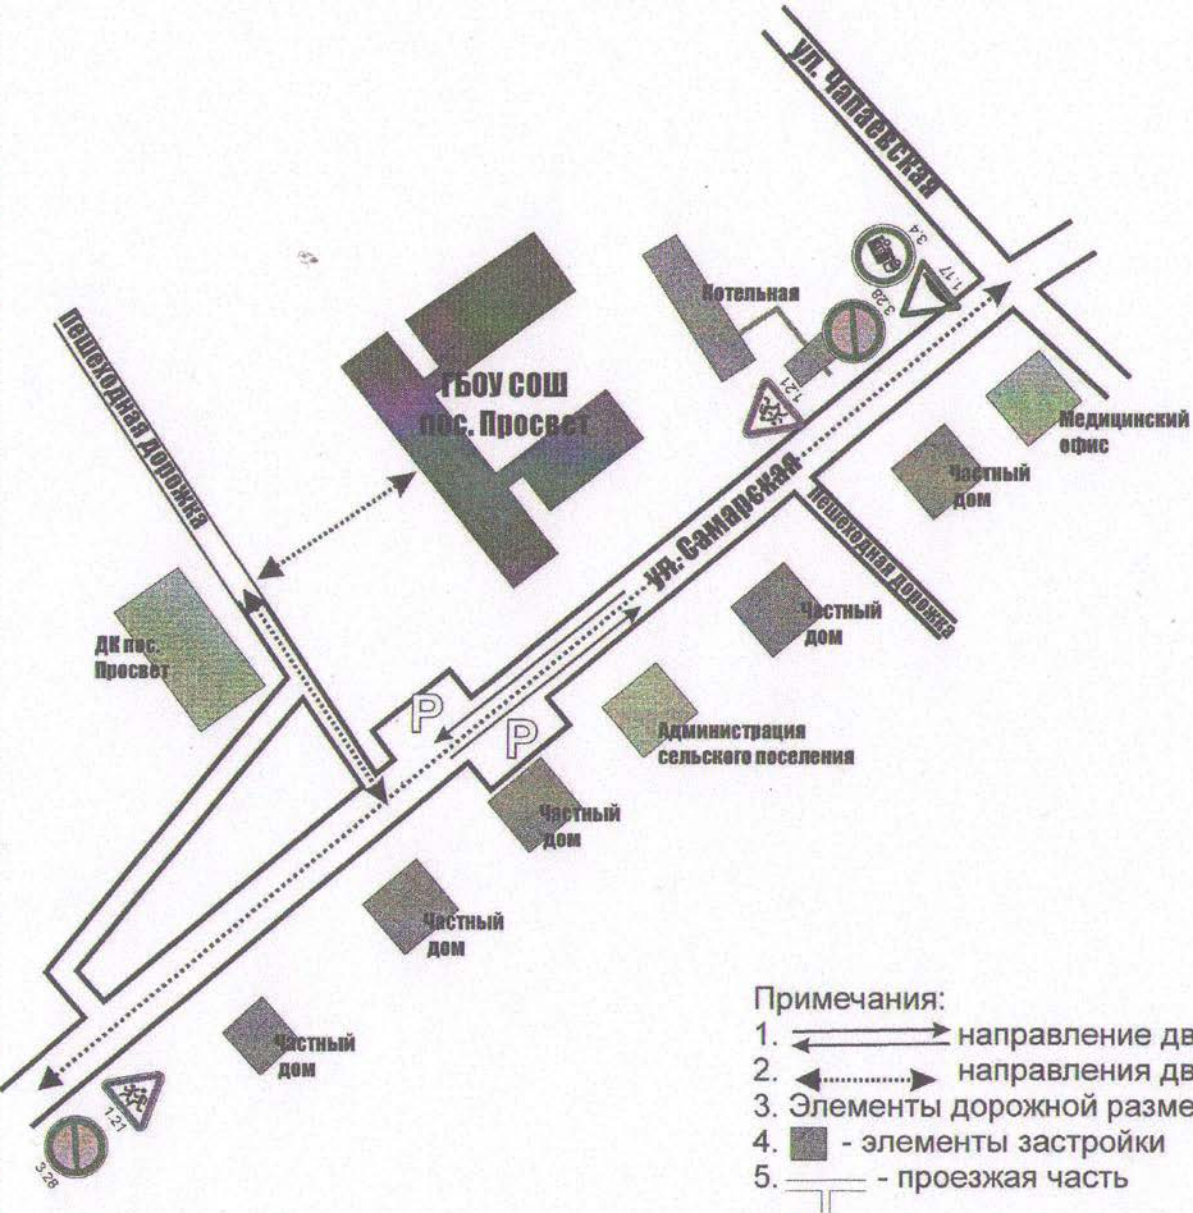 ул. Чапаевская
3.4
1.17
3.28
Котельная
1.21
пешеходная дорожка
ГБОУ СОШ
пос. Просвет
Медицинский
офис
Частный
дом
ул. Самарская
пешеходная дорожка
Частный
дом
ДК пос.
Просвет
P
P
Администрация
сельского поселения
Частный
дом
Частный
дом
Частный
дом
1.21
3.28
Примечания:
1. направление дв
2. направления дв
3. Элементы дорожной разме
4. - элементы застройки
5. - проезжая часть